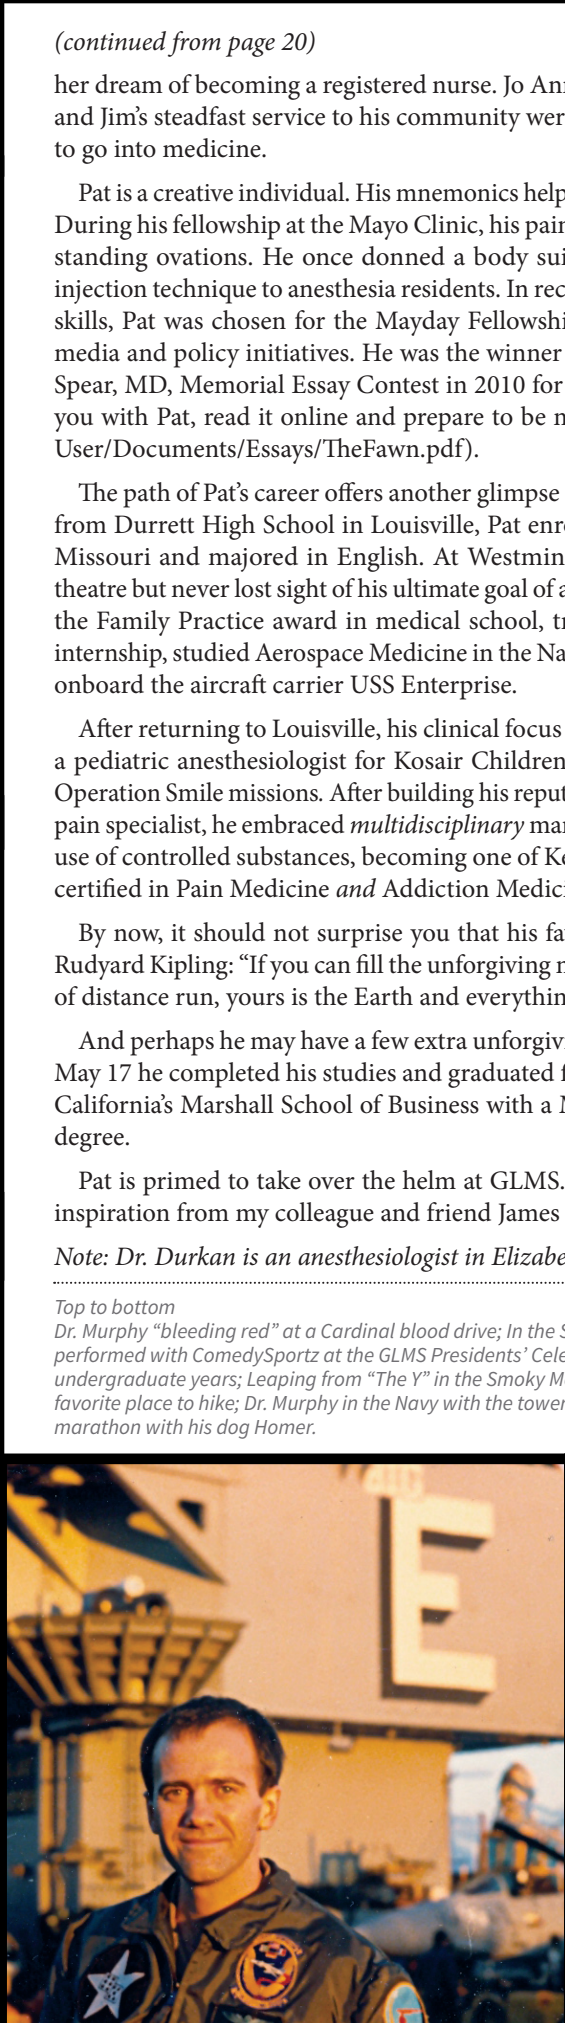 (continued from page 20)
her dream of becoming a registered nurse. Jo Ann
and Jim’s steadfast service to his community wer
to go into medicine.
Pat is a creative individual. His mnemonics help
During his fellowship at the Mayo Clinic, his pain
standing ovations. He once donned a body sui
injection technique to anesthesia residents. In rec
skills, Pat was chosen for the Mayday Fellowshi
media and policy initiatives. He was the winner
Spear, MD, Memorial Essay Contest in 2010 for
you with Pat, read it online and prepare to be m
User/Documents/Essays/TheFawn.pdf).
The path of Pat’s career offers another glimpse
from Durrett High School in Louisville, Pat enro
Missouri and majored in English. At Westmin
theatre but never lost sight of his ultimate goal of a
the Family Practice award in medical school, tr
internship, studied Aerospace Medicine in the Na
onboard the aircraft carrier USS Enterprise.
After returning to Louisville, his clinical focus
a pediatric anesthesiologist for Kosair Children
Operation Smile missions. After building his reput
pain specialist, he embraced multidisciplinary man
use of controlled substances, becoming one of Ke
certified in Pain Medicine and Addiction Medici
By now, it should not surprise you that his fa
Rudyard Kipling: “If you can fill the unforgiving m
of distance run, yours is the Earth and everythin
And perhaps he may have a few extra unforgivi
May 17 he completed his studies and graduated f
California’s Marshall School of Business with a M
degree.
Pat is primed to take over the helm at GLMS.
inspiration from my colleague and friend James
Note: Dr. Durkan is an anesthesiologist in Elizabe
Top to bottom
Dr. Murphy “bleeding red” at a Cardinal blood drive; In the S
performed with ComedySportz at the GLMS Presidents’ Cele
undergraduate years; Leaping from “The Y” in the Smoky Mo
favorite place to hike; Dr. Murphy in the Navy with the tower
marathon with his dog Homer.
E